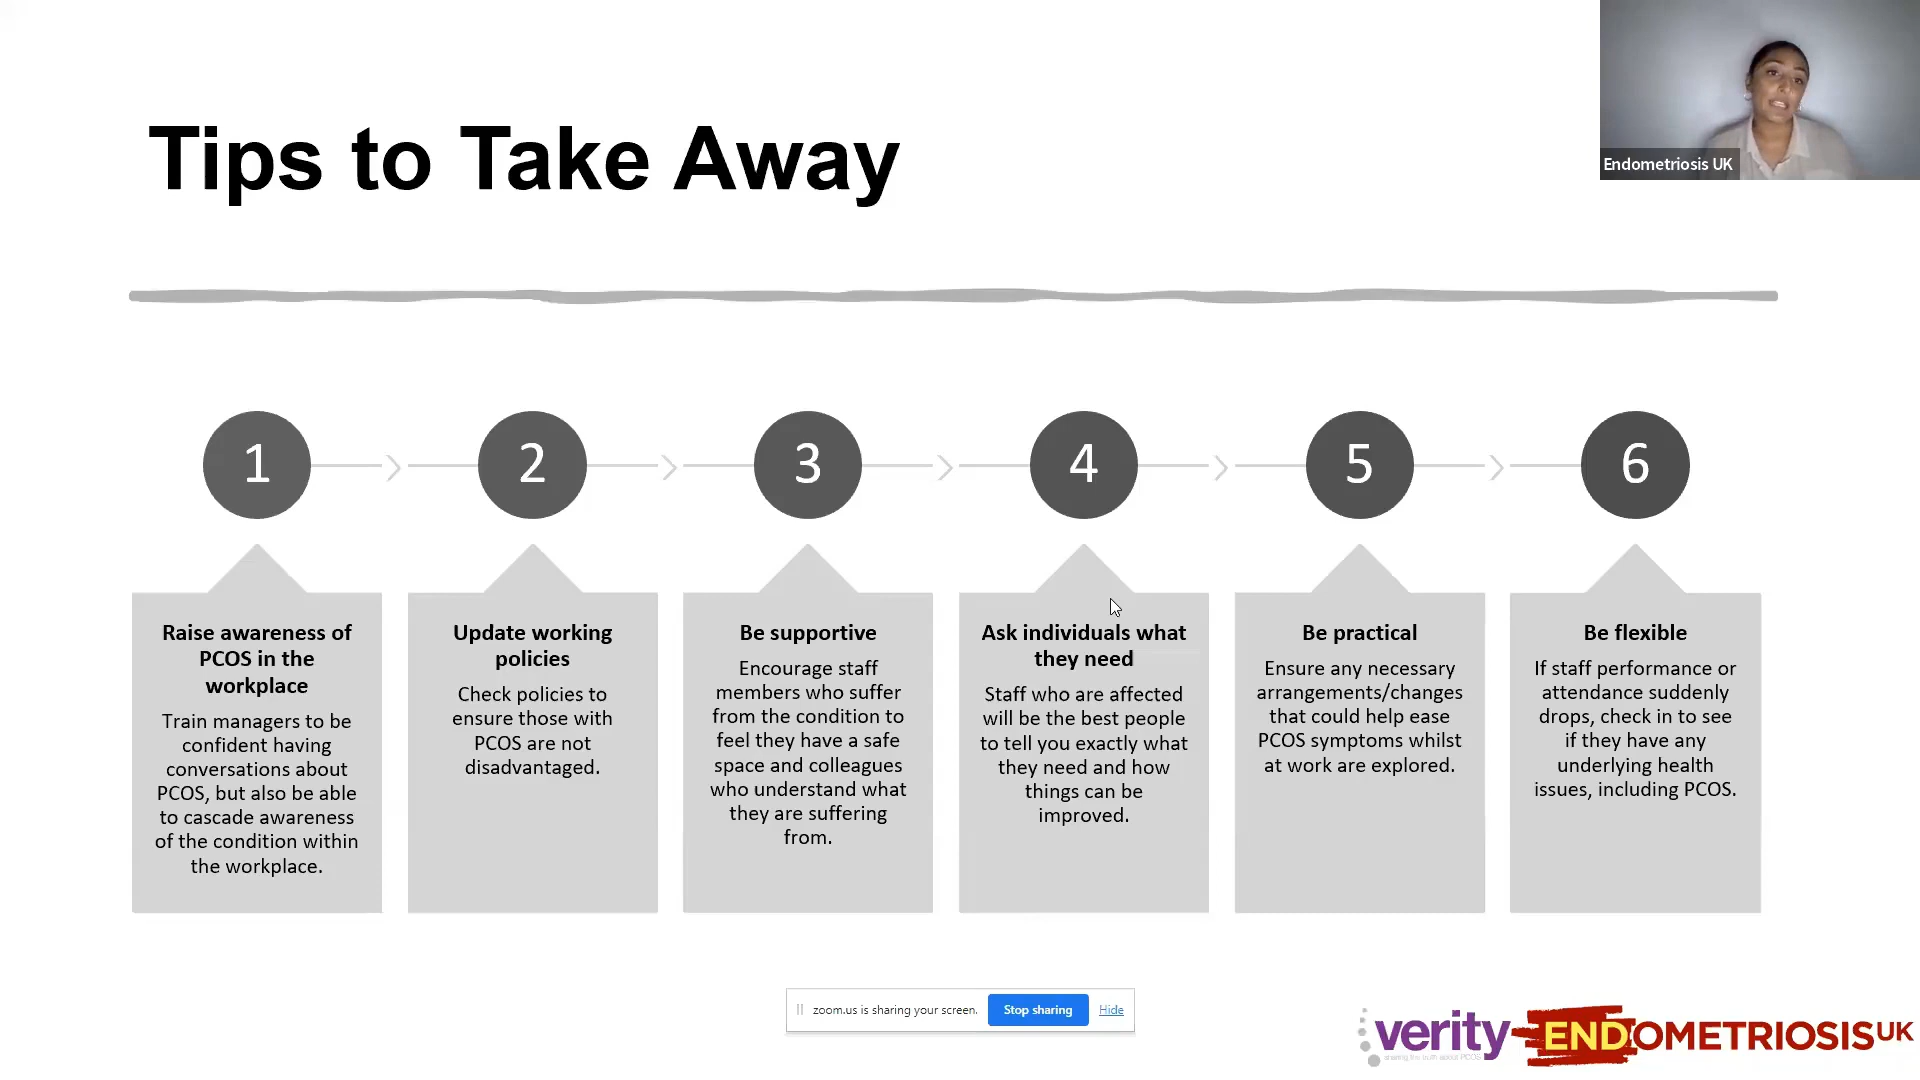 Endometriosis UK
Tips to Take Away
1
2
3
4
5
6
Raise awareness of
PCOS in the
workplace
Train managers to be
confident having
conversations about
PCOS, but also be able
to cascade awareness
of the condition within
the workplace.
Update working
policies
Check policies to
ensure those with
PCOS are not
disadvantaged.
Be supportive
Encourage staff
members who suffer
from the condition to
feel they have a safe
space and colleagues
who understand what
they are suffering
from.
Ask individuals what
they need
Staff who are affected
will be the best people
to tell you exactly what
they need and how
things can be
improved.
Be practical
Ensure any necessary
arrangements/changes
that could help ease
PCOS symptoms whilst
at work are explored.
Be flexible
If staff performance or
attendance suddenly
drops, check in to see
if they have any
underlying health
issues, including PCOS.
zoom.us is sharing your screen. Stop sharing Hide
verity
sharing the truth about PCOS
ENDOMETRIOSIS UK